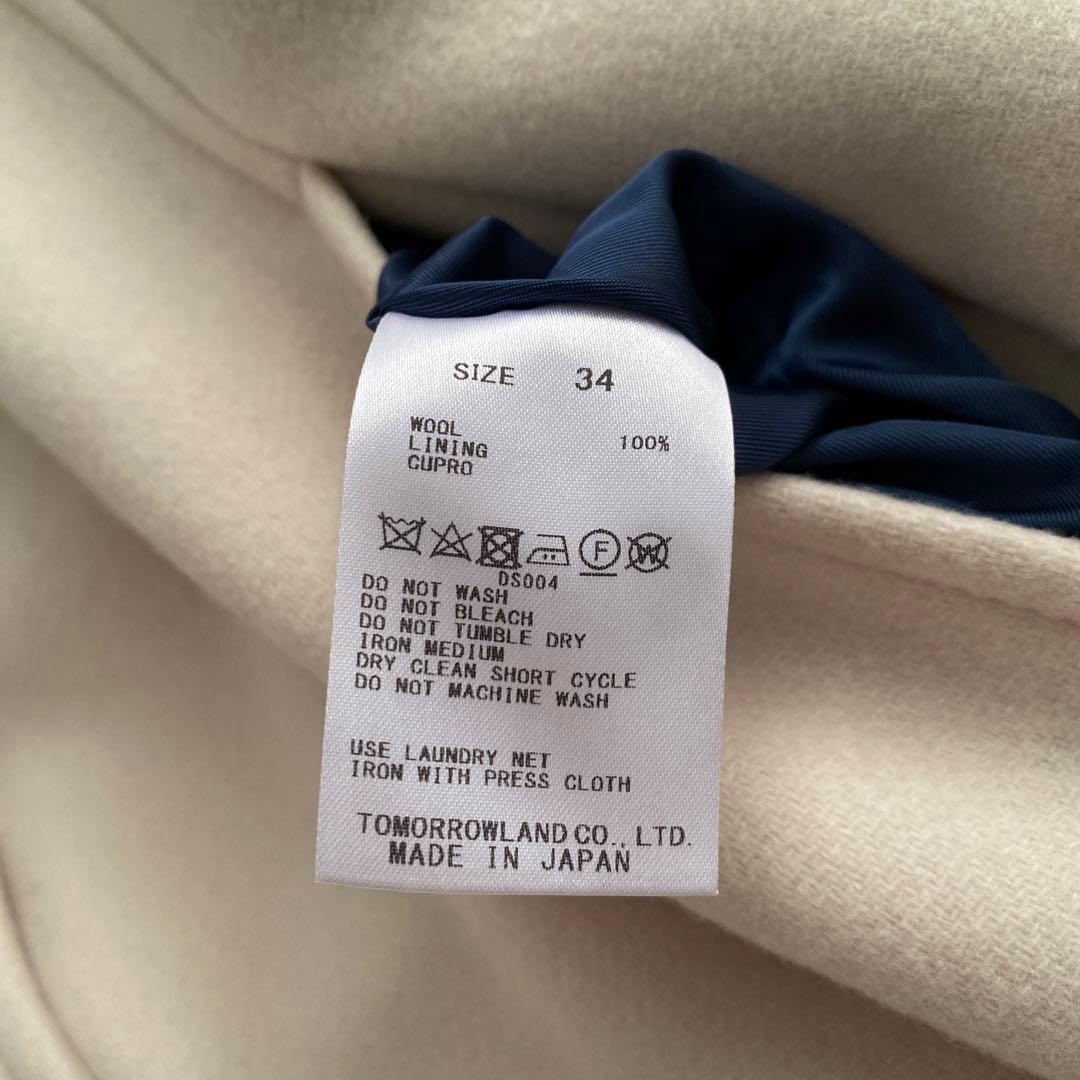 SIZE 34
WOOL 100%
LINING
CUPRO
F W
DS004
DO NOT WASH
DO NOT BLEACH
DO NOT TUMBLE DRY
IRON MEDIUM
DRY CLEAN SHORT CYCLE
DO NOT MACHINE WASH
USE LAUNDRY NET
IRON WITH PRESS CLOTH
TOMORROWLAND CO., LTD.
MADE IN JAPAN